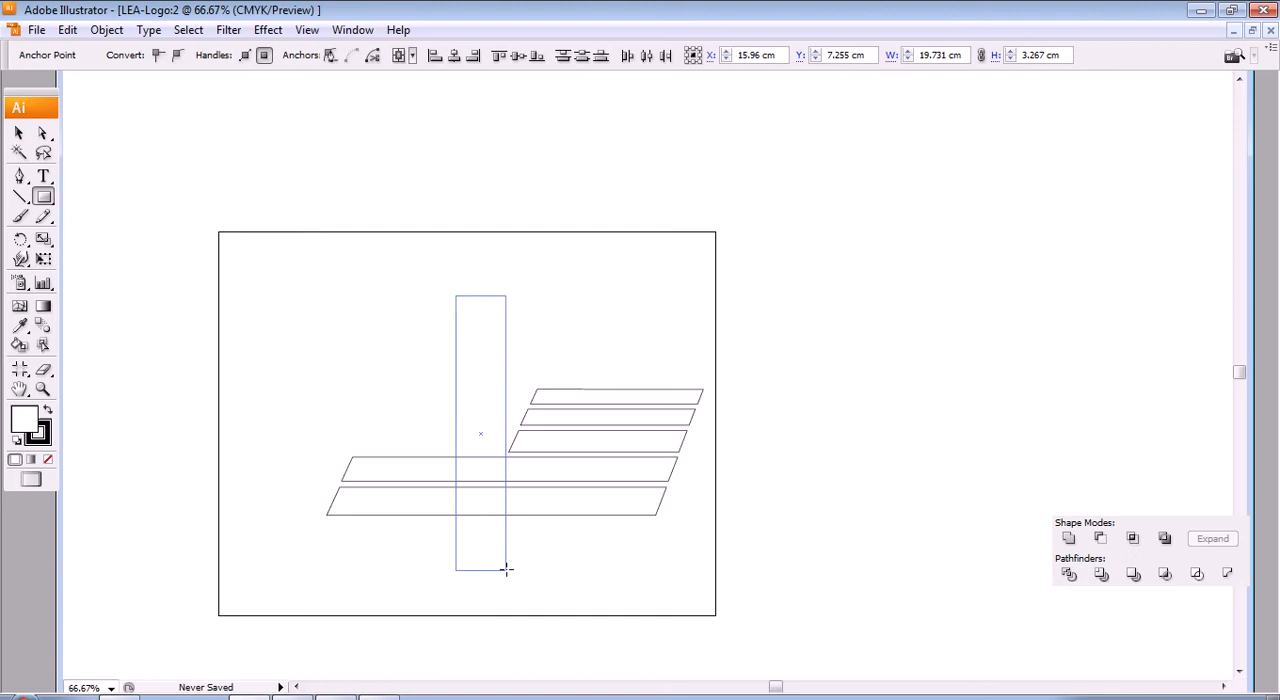 Adobe Illustrator - [LEA-Logo:2 @ 66.67% (CMYK/Preview) ]
File Edit Object Type Select Filter Effect View Window Help
Anchor Point Convert: Handles: Anchors: X: 15.96 cm Y: 7.255 cm W: 19.731 cm H: 3.267 cm
Br
Ai
T
Shape Modes:
Expand
Pathfinders:
66.67% Never Saved